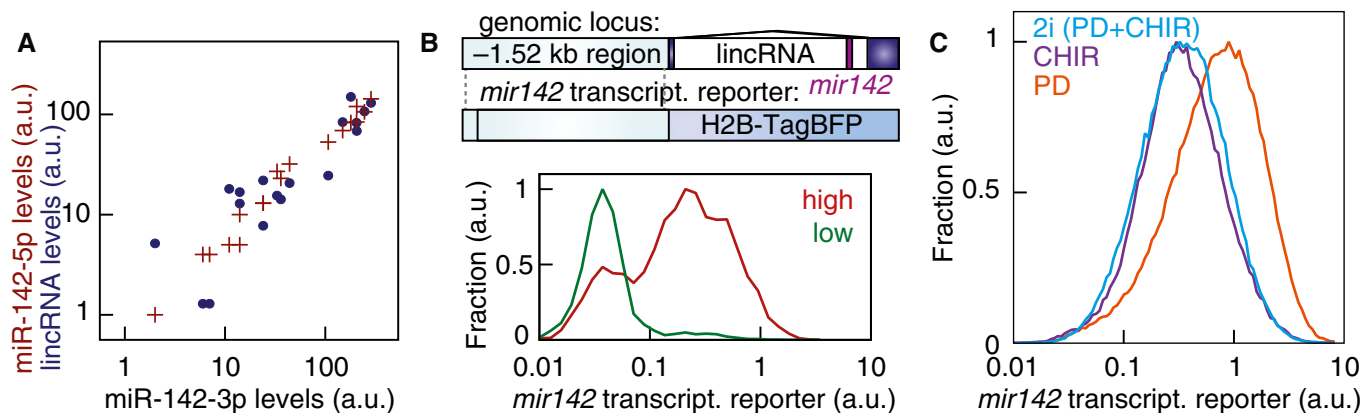 A
miR-142-5p levels (a.u.)
lincRNA levels (a.u.)
100
10
1
1
10
100
miR-142-3p levels (a.u.)
B
genomic locus:
–1.52 kb region
lincRNA
mir142
mir142 transcript. reporter:
H2B-TagBFP
Fraction (a.u.)
1
0.5
0
high
low
0.01
0.1
1
10
mir142 transcript. reporter (a.u.)
C
2i (PD+CHIR)
CHIR
PD
Fraction (a.u.)
1
0.5
0
0.01
0.1
1
10
mir142 transcript. reporter (a.u.)